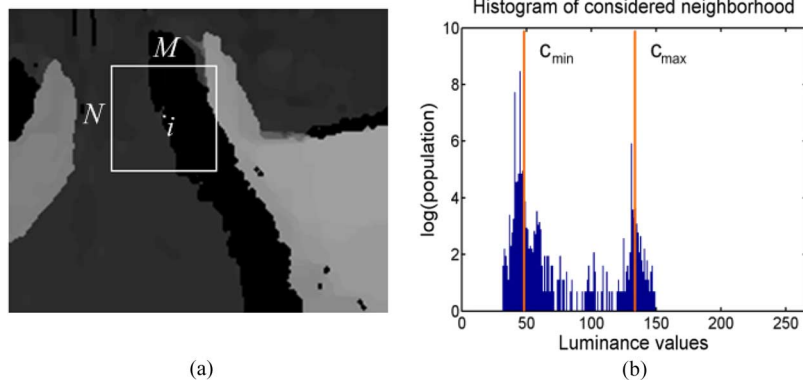 M
N
i
(a)
Histogram of considered neighborhood
c_min
c_max
10
8
6
4
2
0
log(population)
0 50 100 150 200 250
Luminance values
(b)